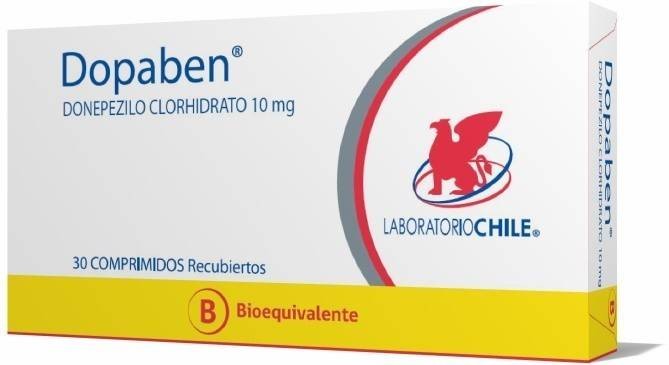 Dopaben®
DONEPEZILO CLORHIDRATO 10 mg
LABORATORIOCHILE®
30 COMPRIMIDOS Recubiertos
B Bioequivalente
Dopaben®
DONEPEZILO CLORHIDRATO 10 mg